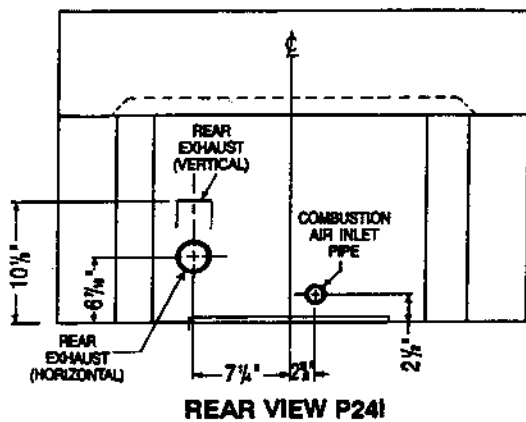 ℄
REAR
EXHAUST
(VERTICAL)
COMBUSTION
AIR INLET
PIPE
10⅛"
6⁷⁄₁₆"
REAR
EXHAUST
(HORIZONTAL)
7¼"
2½"
REAR VIEW P24I